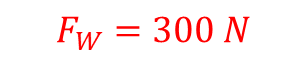 F_W = 300 N